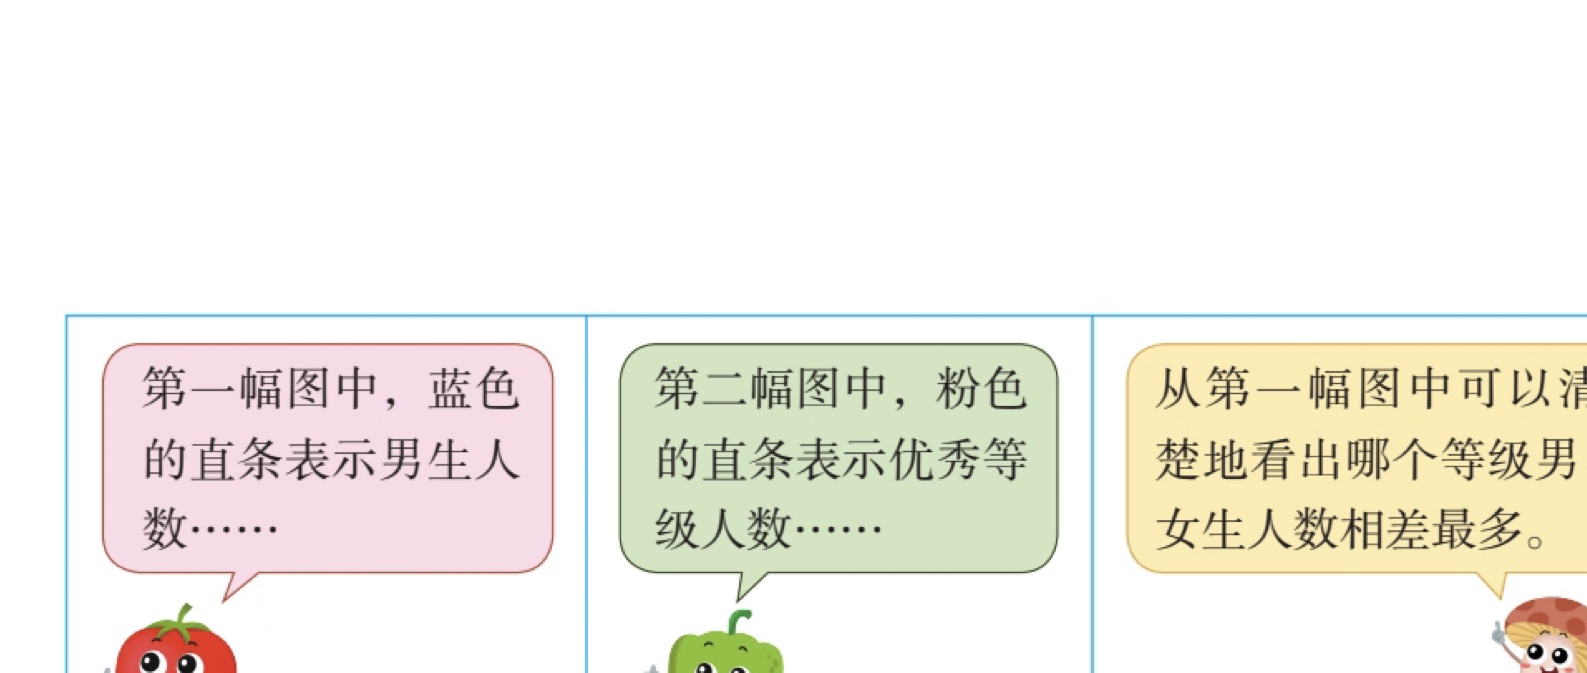 第一幅图中，蓝色
的直条表示男生人
数……
第二幅图中，粉色
的直条表示优秀等
级人数……
从第一幅图中可以清
楚地看出哪个等级男
女生人数相差最多。